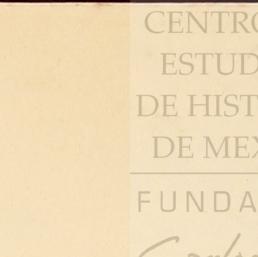 CENTRO
ESTUD
DE HIST
DE MEX
FUNDA